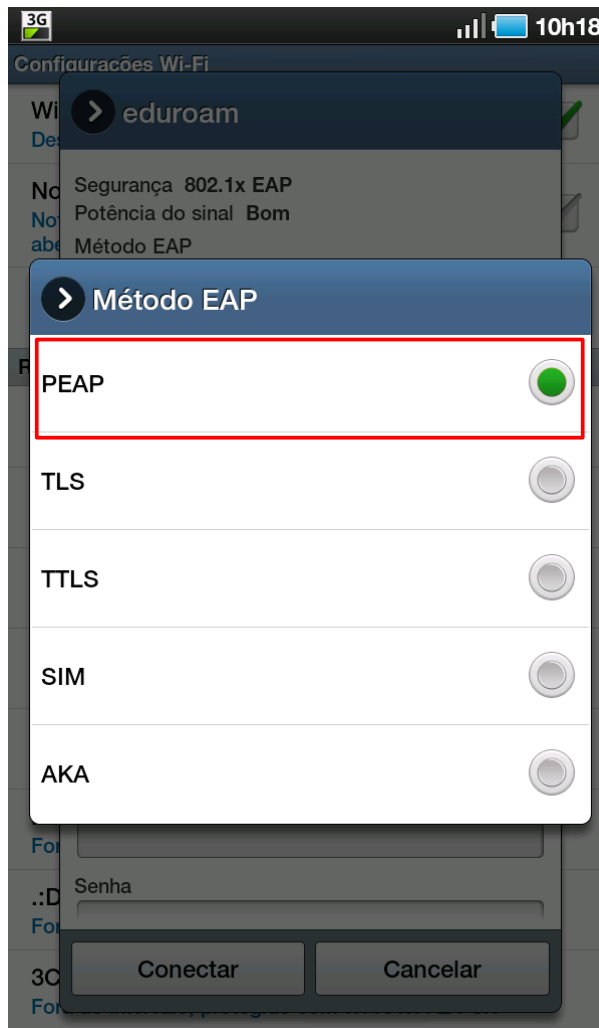 3G
10h18
Configurações Wi-Fi
eduroam
Segurança 802.1x EAP
Potência do sinal Bom
Método EAP
Método EAP
PEAP
TLS
TTLS
SIM
AKA
Senha
Conectar
Cancelar